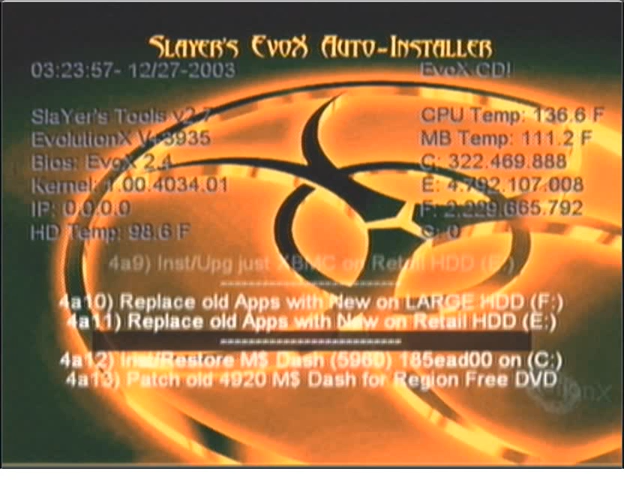 SLAYER'S EVOX AUTO-INSTALLER
03:23:57- 12/27-2003 EvoX CD!
SlaYer's Tools v2.7 CPU Temp: 136.6 F
EvolutionX V+3935 MB Temp: 111.2 F
Bios: EvoX 2.4 C: 322.469.888
Kernel: 1.00.4034.01 E: 4.792.107.008
IP: 0.0.0.0 F: 2.229.665.792
HD Temp: 98.6 F G: 0
4a9) Inst/Upg just XBMC on Retail HDD (E:)
------------------------------
4a10) Replace old Apps with New on LARGE HDD (F:)
4a11) Replace old Apps with New on Retail HDD (E:)
------------------------------
4a12) Inst/Restore M$ Dash (5960) 185ead00 on (C:)
4a13) Patch old 4920 M$ Dash for Region Free DVD